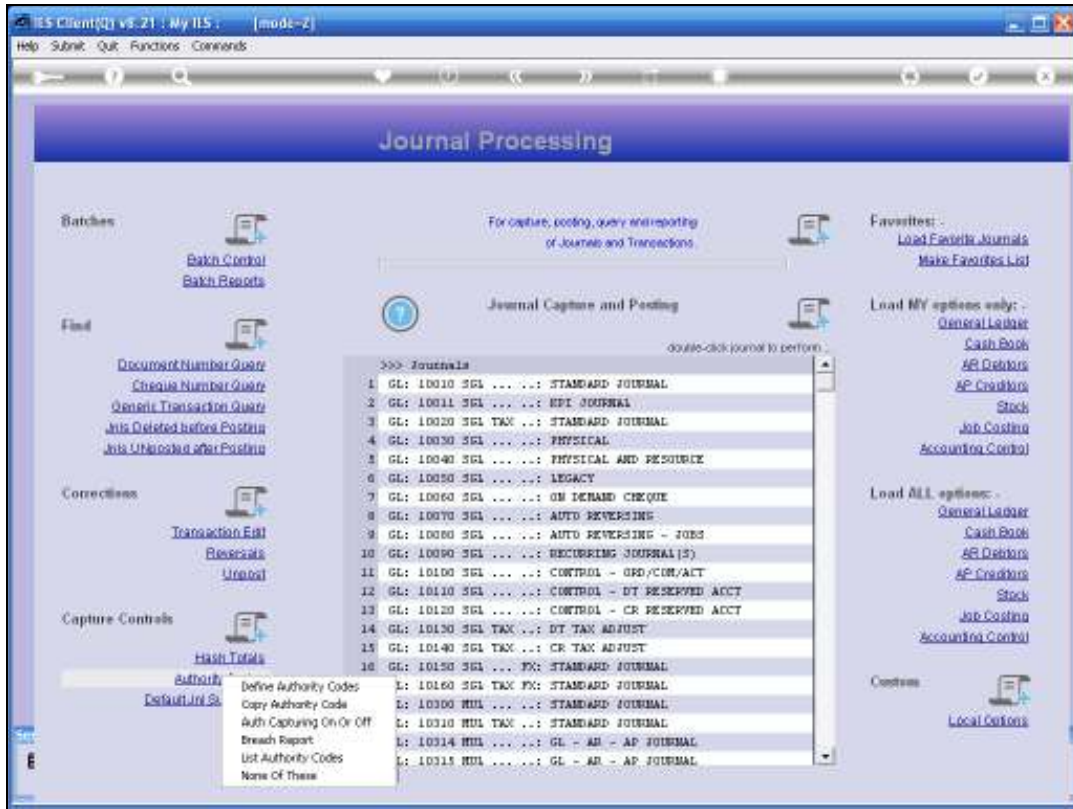 IES Client(Q) v8.21 : My IES : [mode=2]
Help Submit Quit Functions Commands
Journal Processing
Batches
Batch Control
Batch Reports
Find
Document Number Query
Cheque Number Query
Generic Transaction Query
Jnls Deleted before Posting
Jnls UNposted after Posting
Corrections
Transaction Edit
Reversals
Unpost
Capture Controls
Hash Totals
Default Jnl
For capture, posting, query and reporting
of Journals and Transactions.
Journal Capture and Posting
double-click journal to perform
>>> Journals
1 GL: 10010 SGL ... ..: STANDARD JOURNAL
2 GL: 10011 SGL ... ..: KPI JOURNAL
3 GL: 10020 SGL TAX ..: STANDARD JOURNAL
4 GL: 10030 SGL ... ..: PHYSICAL
5 GL: 10040 SGL ... ..: PHYSICAL AND RESOURCE
6 GL: 10050 SGL ... ..: LEGACY
7 GL: 10060 SGL ... ..: ON DEMAND CHEQUE
8 GL: 10070 SGL ... ..: AUTO REVERSING
9 GL: 10080 SGL ... ..: AUTO REVERSING - JOBS
10 GL: 10090 SGL ... ..: RECURRING JOURNAL(S)
11 GL: 10100 SGL ... ..: CONTROL - ORD/COM/ACT
12 GL: 10110 SGL ... ..: CONTROL - DT RESERVED ACCT
13 GL: 10120 SGL ... ..: CONTROL - CR RESERVED ACCT
14 GL: 10130 SGL TAX ..: DT TAX ADJUST
15 GL: 10140 SGL TAX ..: CR TAX ADJUST
16 GL: 10150 SGL ... FX: STANDARD JOURNAL
L: 10160 SGL TAX FX: STANDARD JOURNAL
L: 10300 MUL ... ..: STANDARD JOURNAL
L: 10310 MUL TAX ..: STANDARD JOURNAL
L: 10314 MUL ... ..: GL - AR - AP JOURNAL
L: 10315 MUL ... ..: GL - AR - AP JOURNAL
Define Authority Codes
Copy Authority Code
Auth Capturing On Or Off
Breach Report
List Authority Codes
None Of These
Favorites: .
Load Favorite Journals
Make Favorites List
Load MY options only: .
General Ledger
Cash Book
AR Debtors
AP Creditors
Stock
Job Costing
Accounting Control
Load ALL options: .
General Ledger
Cash Book
AR Debtors
AP Creditors
Stock
Job Costing
Accounting Control
Custom
Local Options